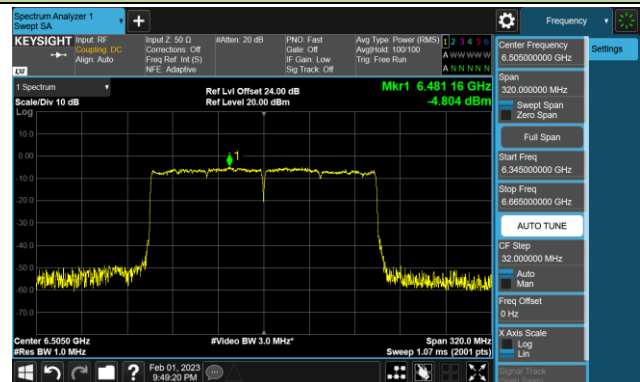 Spectrum Analyzer 1
Swept SA
Frequency
KEYSIGHT
Input: RF
Coupling: DC
Align: Auto
Input Z: 50 Ω
Corrections: Off
Freq Ref: Int (S)
NFE: Adaptive
#Atten: 20 dB
PNO: Fast
Gate: Off
IF Gain: Low
Sig Track: Off
Avg Type: Power (RMS)
Avg|Hold: 100/100
Trig: Free Run
1 2 3 4 5 6
A W W W W W
A N N N N N
LXI
1 Spectrum
Scale/Div 10 dB
Log
Ref Lvl Offset 24.00 dB
Ref Level 20.00 dBm
Mkr1 6.481 16 GHz
-4.804 dBm
1
10.0
0.00
-10.0
-20.0
-30.0
-40.0
-50.0
-60.0
-70.0
Center 6.5050 GHz
#Res BW 1.0 MHz
#Video BW 3.0 MHz*
Span 320.0 MHz
Sweep 1.07 ms (2001 pts)
Feb 01, 2023
9:49:20 PM
Center Frequency
6.505000000 GHz
Span
320.000000 MHz
Swept Span
Zero Span
Full Span
Start Freq
6.345000000 GHz
Stop Freq
6.665000000 GHz
AUTO TUNE
CF Step
32.000000 MHz
Auto
Man
Freq Offset
0 Hz
X Axis Scale
Log
Lin
Signal Track
Settings